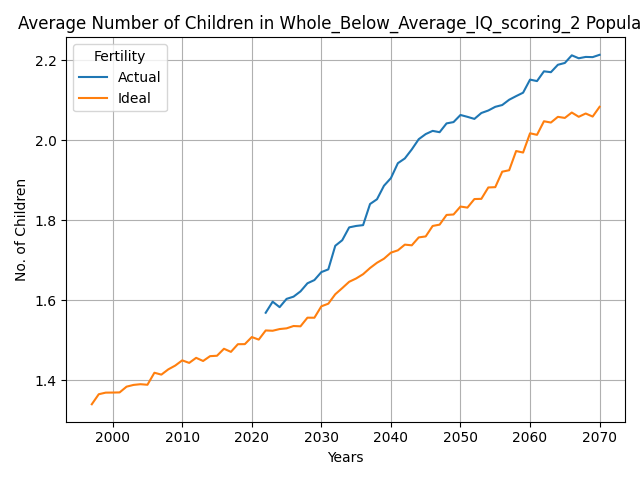 Average Number of Children in Whole_Below_Average_IQ_scoring_2 Popula
Fertility
Actual
Ideal
2.2
2.0
1.8
1.6
1.4
No. of Children
2000 2010 2020 2030 2040 2050 2060 2070
Years